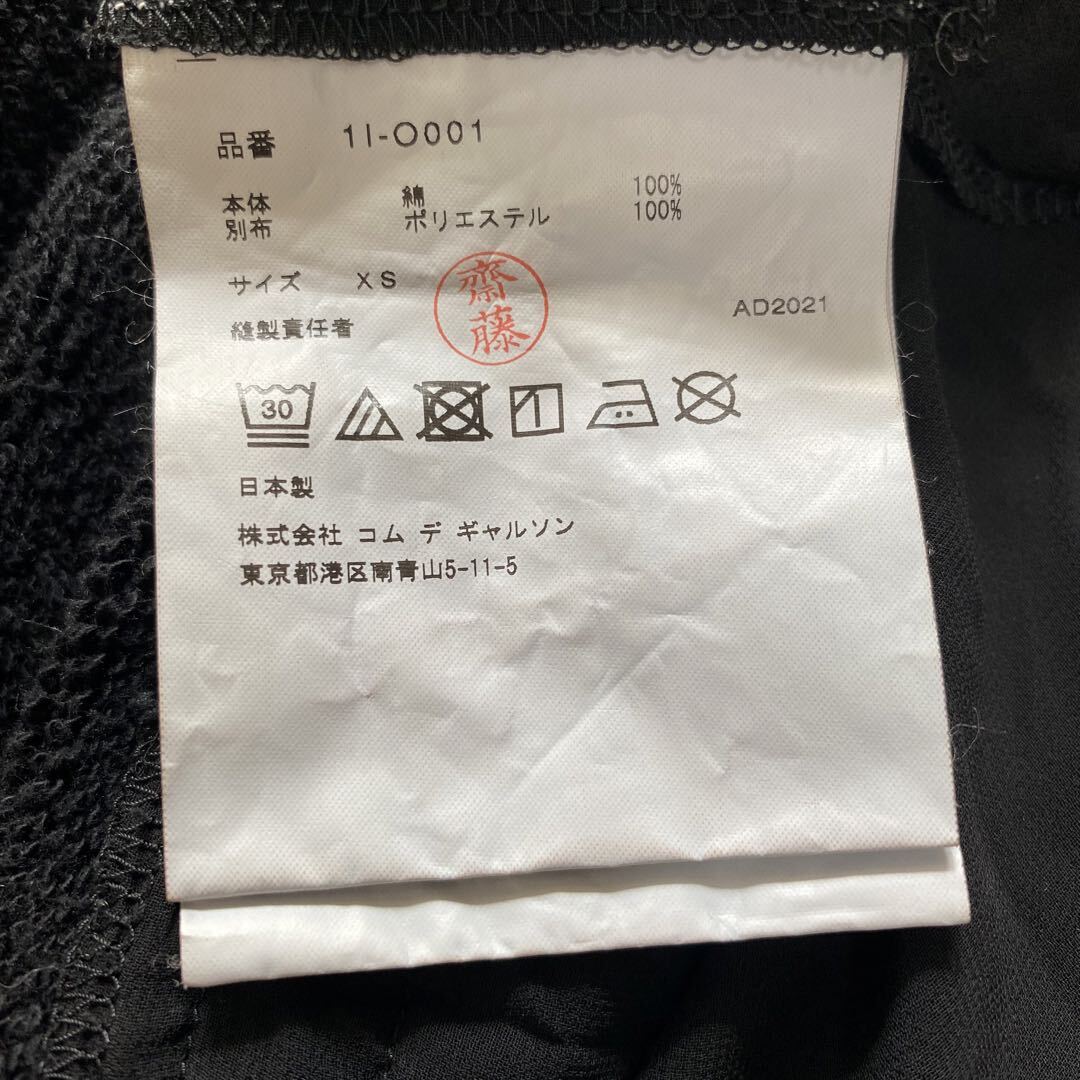 品番 1I-O001
本体 綿 100%
別布 ポリエステル 100%
サイズ XS
齋藤
縫製責任者
AD2021
30
日本製
株式会社 コム デ ギャルソン
東京都港区南青山5-11-5